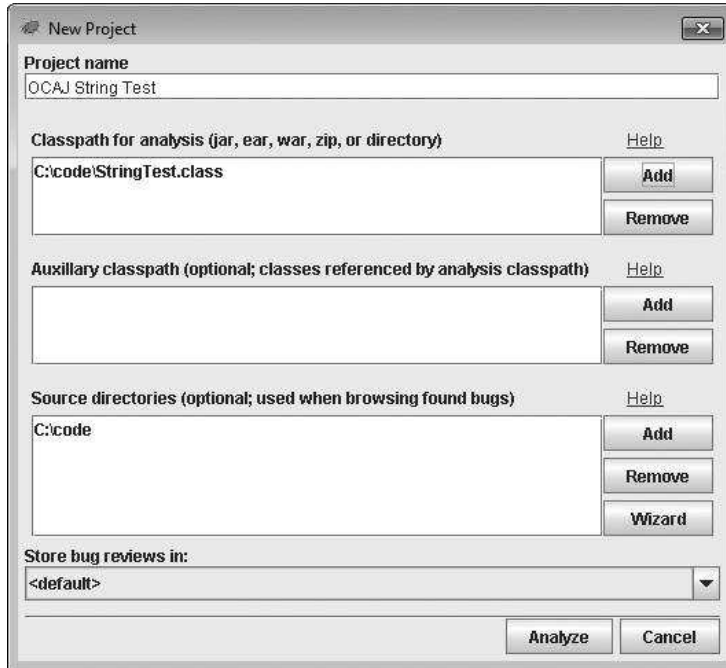 New Project
Project name
OCAJ String Test
Classpath for analysis (jar, ear, war, zip, or directory)
Help
C:\code\StringTest.class
Add
Remove
Auxillary classpath (optional; classes referenced by analysis classpath)
Help
Add
Remove
Source directories (optional; used when browsing found bugs)
Help
C:\code
Add
Remove
Wizard
Store bug reviews in:
<default>
Analyze
Cancel